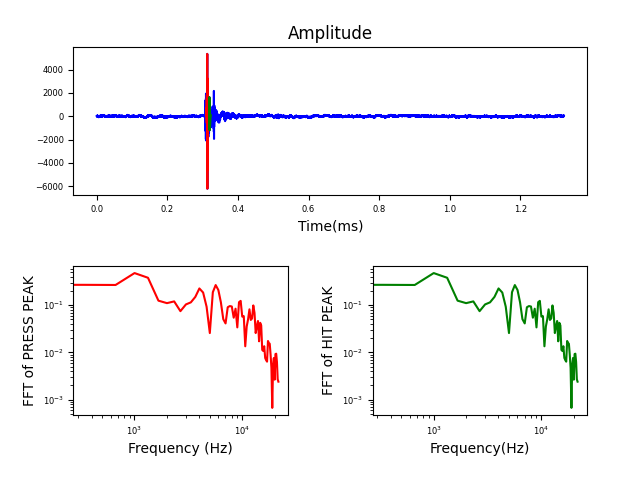 Amplitude
4000
2000
0
−2000
−4000
−6000
0.0 0.2 0.4 0.6 0.8 1.0 1.2
Time(ms)
FFT of PRESS PEAK
10⁻¹
10⁻²
10⁻³
10³ 10⁴
Frequency (Hz)
FFT of HIT PEAK
10⁻¹
10⁻²
10⁻³
10³ 10⁴
Frequency(Hz)